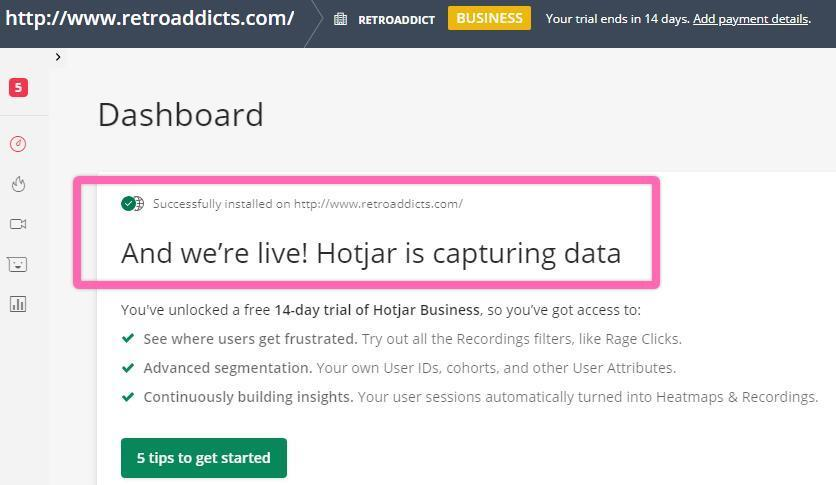 http://www.retroaddicts.com/ RETROADDICT BUSINESS Your trial ends in 14 days. Add payment details.
5
Dashboard
Successfully installed on http://www.retroaddicts.com/
And we’re live! Hotjar is capturing data
You've unlocked a free 14-day trial of Hotjar Business, so you’ve got access to:
See where users get frustrated. Try out all the Recordings filters, like Rage Clicks.
Advanced segmentation. Your own User IDs, cohorts, and other User Attributes.
Continuously building insights. Your user sessions automatically turned into Heatmaps & Recordings.
5 tips to get started